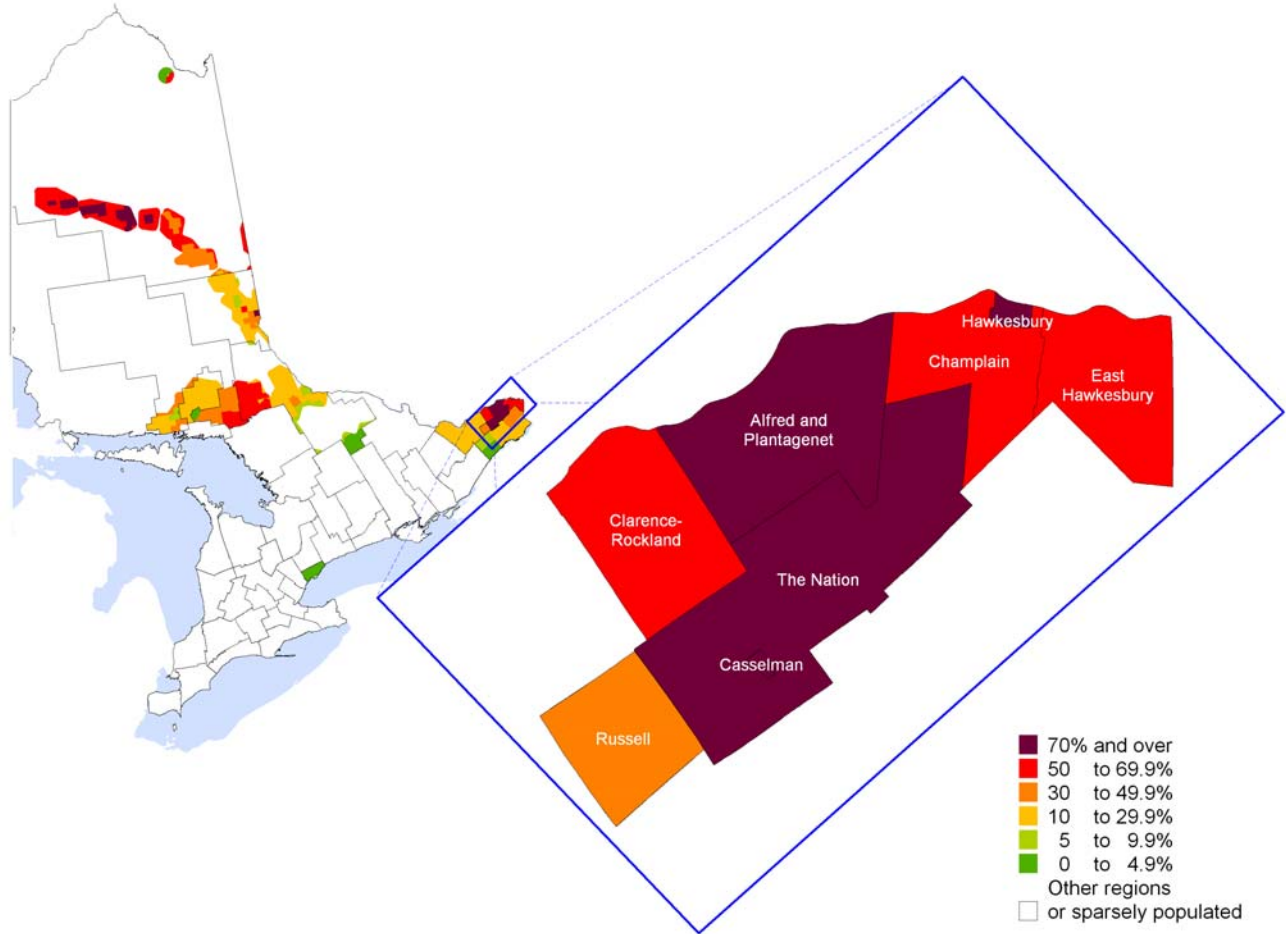 Hawkesbury
Champlain
East
Hawkesbury
Alfred and
Plantagenet
Clarence-
Rockland
The Nation
Casselman
Russell
70% and over
50 to 69.9%
30 to 49.9%
10 to 29.9%
5 to 9.9%
0 to 4.9%
Other regions
or sparsely populated